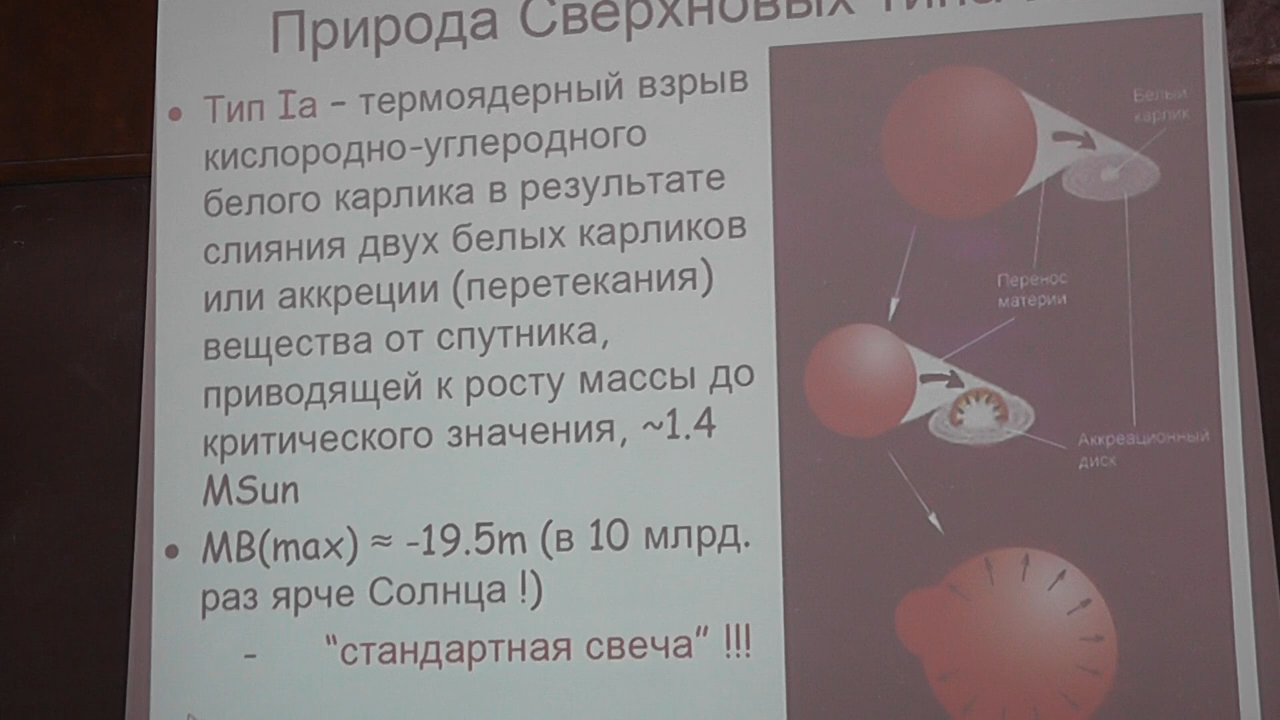 Природа Сверхновых типа
• Тип Ia – термоядерный взрыв
кислородно-углеродного
белого карлика в результате
слияния двух белых карликов
или аккреции (перетекания)
вещества от спутника,
приводящей к росту массы до
критического значения, ~1.4
MSun
• MB(max) ≈ -19.5m (в 10 млрд.
раз ярче Солнца !)
- "стандартная свеча" !!!
Белый
карлик
Перенос
материи
Аккреационный
диск